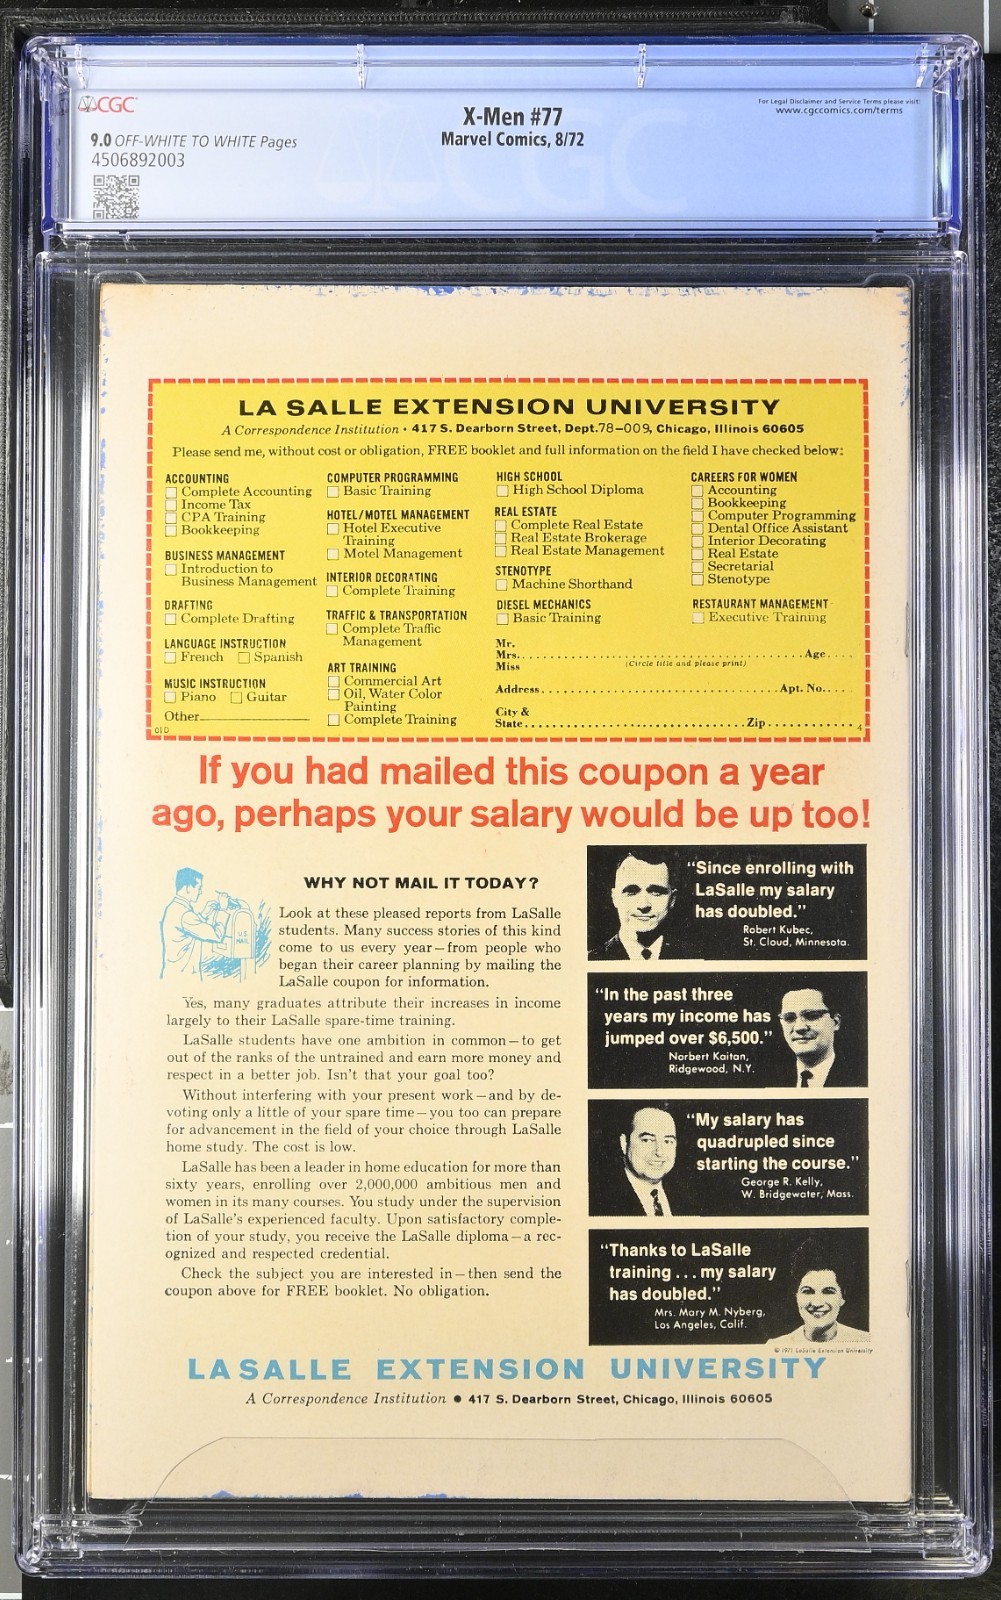 CGC
9.0 OFF-WHITE TO WHITE Pages
4506892003
X-Men #77
Marvel Comics, 8/72
For Legal Disclaimer and Service Terms please visit:
www.cgccomics.com/terms
CGC
LA SALLE EXTENSION UNIVERSITY
A Correspondence Institution • 417 S. Dearborn Street, Dept.78-009, Chicago, Illinois 60605
Please send me, without cost or obligation, FREE booklet and full information on the field I have checked below:
ACCOUNTING
Complete Accounting
Income Tax
CPA Training
Bookkeeping
BUSINESS MANAGEMENT
Introduction to
Business Management
DRAFTING
Complete Drafting
LANGUAGE INSTRUCTION
French Spanish
MUSIC INSTRUCTION
Piano Guitar
Other
01D
COMPUTER PROGRAMMING
Basic Training
HOTEL/MOTEL MANAGEMENT
Hotel Executive
Training
Motel Management
INTERIOR DECORATING
Complete Training
TRAFFIC & TRANSPORTATION
Complete Traffic
Management
ART TRAINING
Commercial Art
Oil, Water Color
Painting
Complete Training
HIGH SCHOOL
High School Diploma
REAL ESTATE
Complete Real Estate
Real Estate Brokerage
Real Estate Management
STENOTYPE
Machine Shorthand
DIESEL MECHANICS
Basic Training
CAREERS FOR WOMEN
Accounting
Bookkeeping
Computer Programming
Dental Office Assistant
Interior Decorating
Real Estate
Secretarial
Stenotype
RESTAURANT MANAGEMENT
Executive Training
Mr.
Mrs. Age
Miss (Circle title and please print)
Address Apt. No.
City &
State Zip 4
If you had mailed this coupon a year
ago, perhaps your salary would be up too!
U.S.
MAIL
WHY NOT MAIL IT TODAY?
Look at these pleased reports from LaSalle
students. Many success stories of this kind
come to us every year—from people who
began their career planning by mailing the
LaSalle coupon for information.
Yes, many graduates attribute their increases in income
largely to their LaSalle spare-time training.
LaSalle students have one ambition in common—to get
out of the ranks of the untrained and earn more money and
respect in a better job. Isn't that your goal too?
Without interfering with your present work—and by de-
voting only a little of your spare time—you too can prepare
for advancement in the field of your choice through LaSalle
home study. The cost is low.
LaSalle has been a leader in home education for more than
sixty years, enrolling over 2,000,000 ambitious men and
women in its many courses. You study under the supervision
of LaSalle's experienced faculty. Upon satisfactory comple-
tion of your study, you receive the LaSalle diploma—a rec-
ognized and respected credential.
Check the subject you are interested in—then send the
coupon above for FREE booklet. No obligation.
"Since enrolling with
LaSalle my salary
has doubled."
Robert Kubec,
St. Cloud, Minnesota.
"In the past three
years my income has
jumped over $6,500."
Norbert Kaitan,
Ridgewood, N.Y.
"My salary has
quadrupled since
starting the course."
George R. Kelly,
W. Bridgewater, Mass.
"Thanks to LaSalle
training...my salary
has doubled."
Mrs. Mary M. Nyberg,
Los Angeles, Calif.
© 1971 LaSalle Extension University
LA SALLE EXTENSION UNIVERSITY
A Correspondence Institution • 417 S. Dearborn Street, Chicago, Illinois 60605